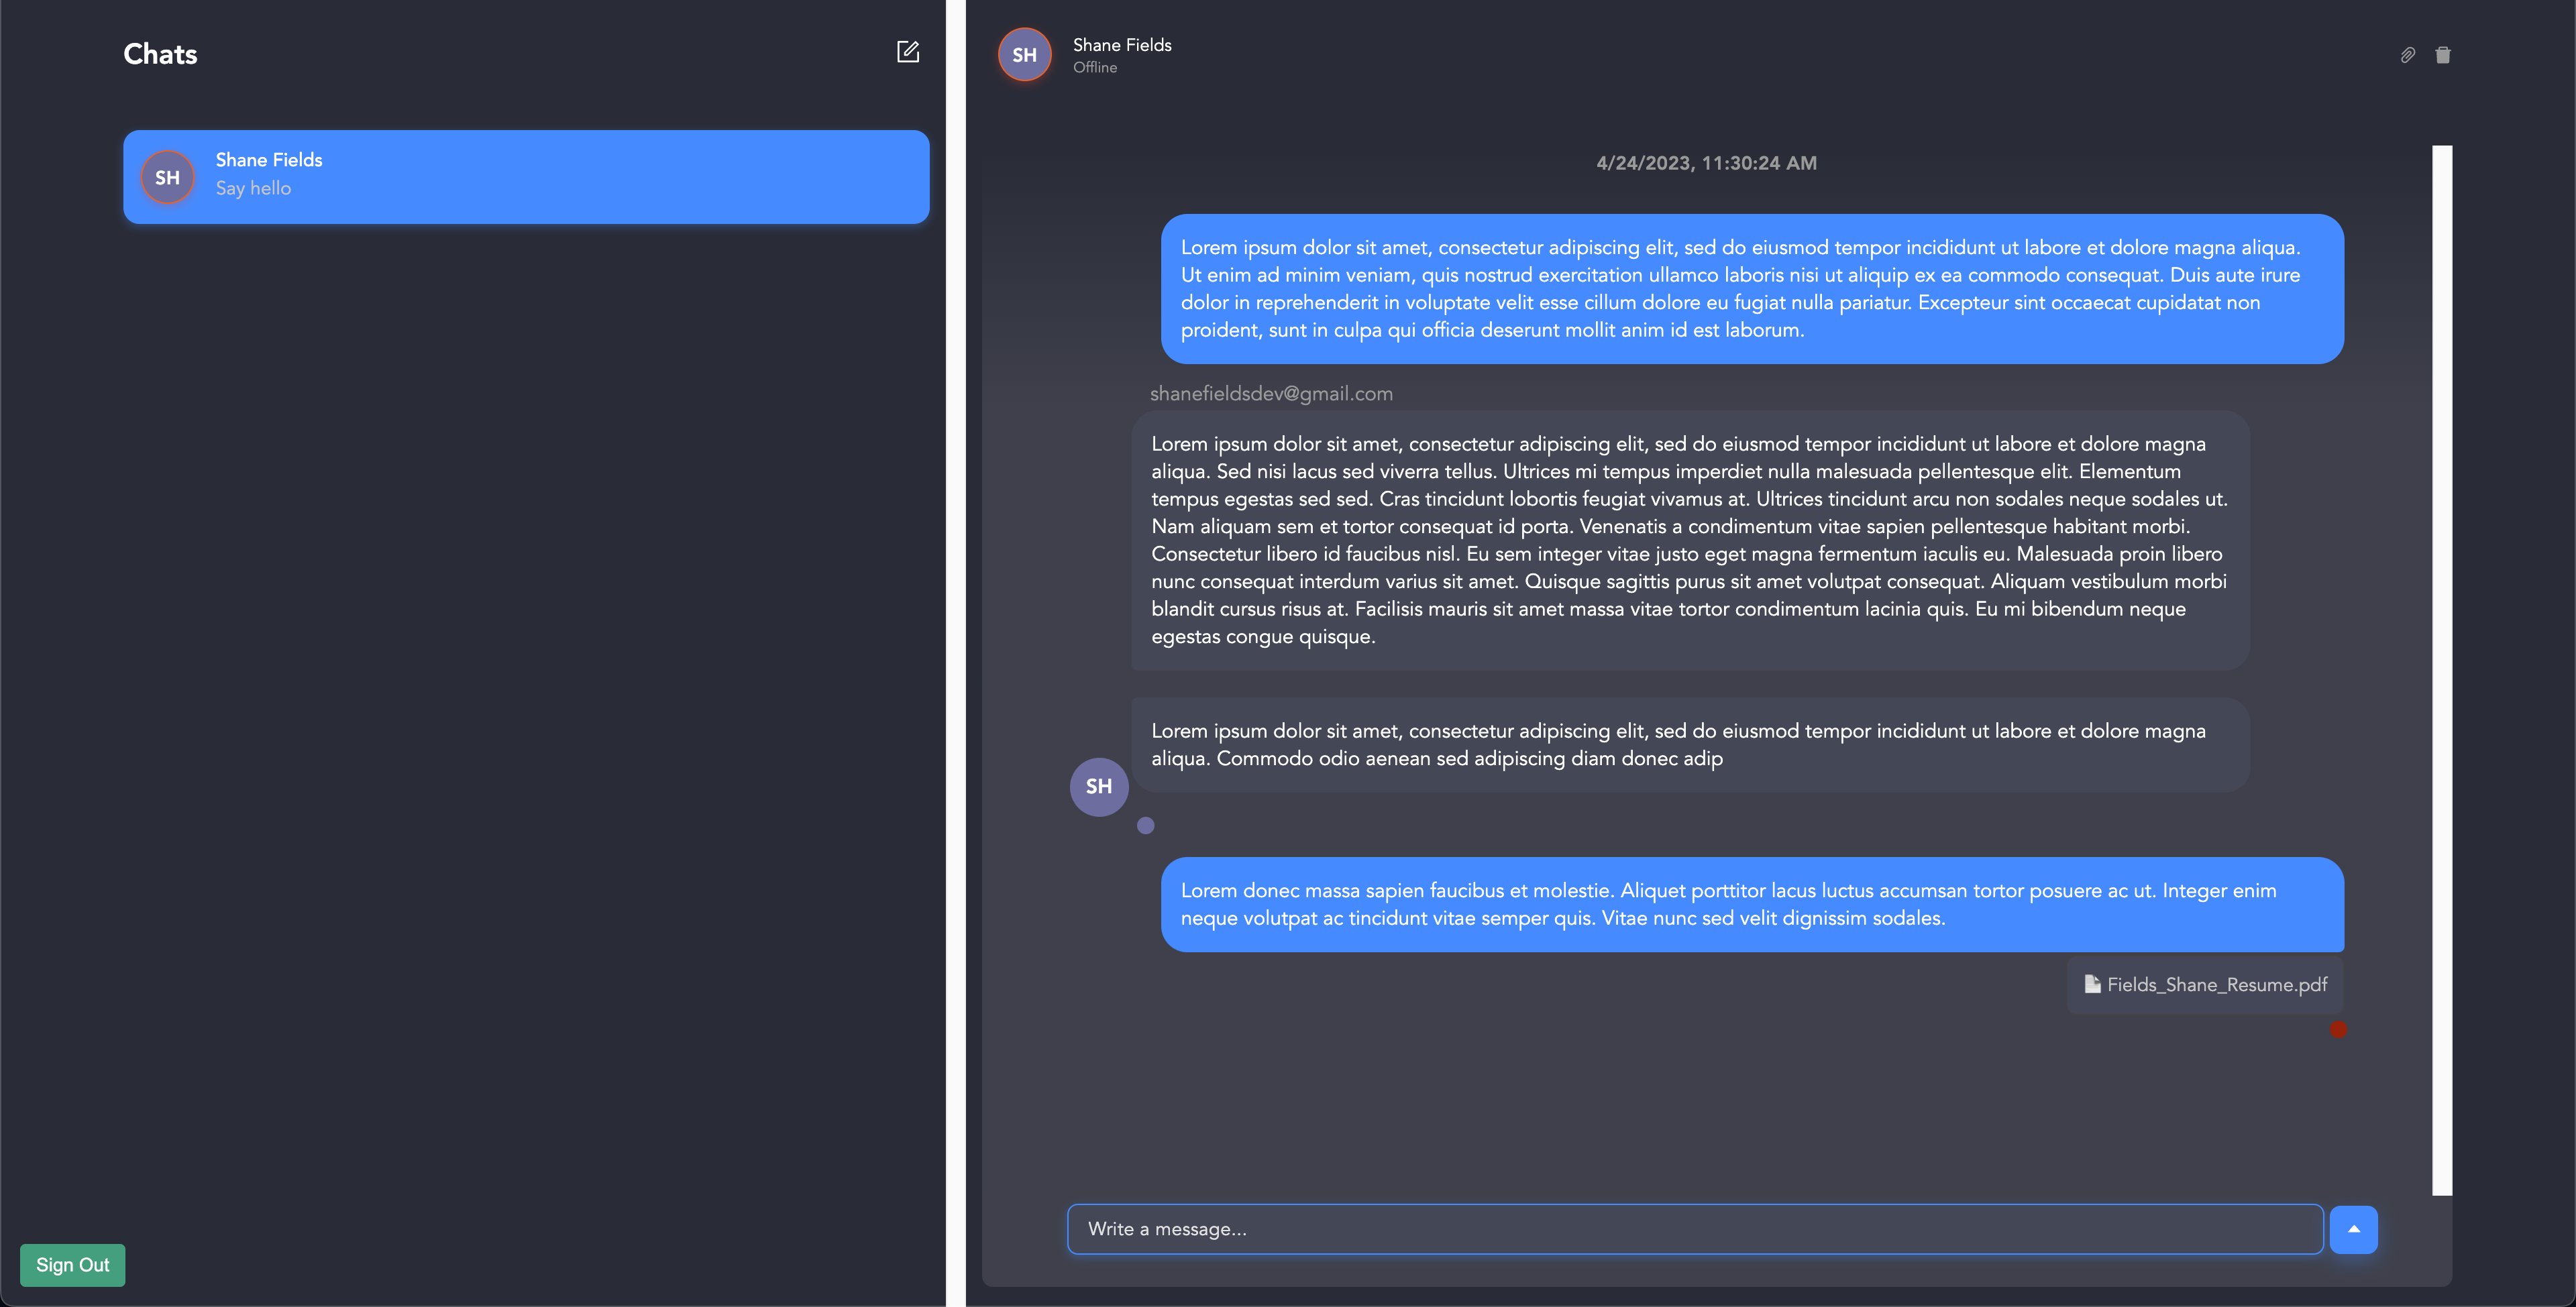 Chats
SH
Shane Fields
Say hello
Sign Out
SH
Shane Fields
Offline
4/24/2023, 11:30:24 AM
Lorem ipsum dolor sit amet, consectetur adipiscing elit, sed do eiusmod tempor incididunt ut labore et dolore magna aliqua.
Ut enim ad minim veniam, quis nostrud exercitation ullamco laboris nisi ut aliquip ex ea commodo consequat. Duis aute irure
dolor in reprehenderit in voluptate velit esse cillum dolore eu fugiat nulla pariatur. Excepteur sint occaecat cupidatat non
proident, sunt in culpa qui officia deserunt mollit anim id est laborum.
shanefieldsdev@gmail.com
Lorem ipsum dolor sit amet, consectetur adipiscing elit, sed do eiusmod tempor incididunt ut labore et dolore magna
aliqua. Sed nisi lacus sed viverra tellus. Ultrices mi tempus imperdiet nulla malesuada pellentesque elit. Elementum
tempus egestas sed sed. Cras tincidunt lobortis feugiat vivamus at. Ultrices tincidunt arcu non sodales neque sodales ut.
Nam aliquam sem et tortor consequat id porta. Venenatis a condimentum vitae sapien pellentesque habitant morbi.
Consectetur libero id faucibus nisl. Eu sem integer vitae justo eget magna fermentum iaculis eu. Malesuada proin libero
nunc consequat interdum varius sit amet. Quisque sagittis purus sit amet volutpat consequat. Aliquam vestibulum morbi
blandit cursus risus at. Facilisis mauris sit amet massa vitae tortor condimentum lacinia quis. Eu mi bibendum neque
egestas congue quisque.
Lorem ipsum dolor sit amet, consectetur adipiscing elit, sed do eiusmod tempor incididunt ut labore et dolore magna
aliqua. Commodo odio aenean sed adipiscing diam donec adip
SH
Lorem donec massa sapien faucibus et molestie. Aliquet porttitor lacus luctus accumsan tortor posuere ac ut. Integer enim
neque volutpat ac tincidunt vitae semper quis. Vitae nunc sed velit dignissim sodales.
Fields_Shane_Resume.pdf
Write a message...